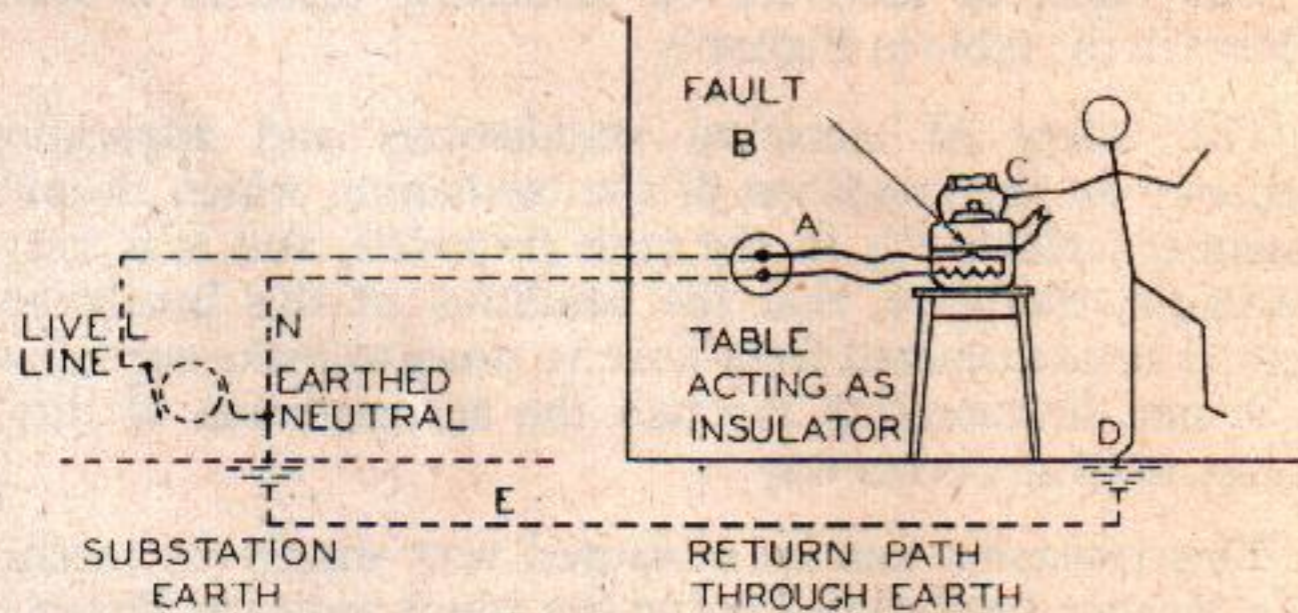 FAULT
B
C
A
LIVE L
LINE
N
EARTHED
NEUTRAL
TABLE
ACTING AS
INSULATOR
D
E
SUBSTATION
EARTH
RETURN PATH
THROUGH EARTH